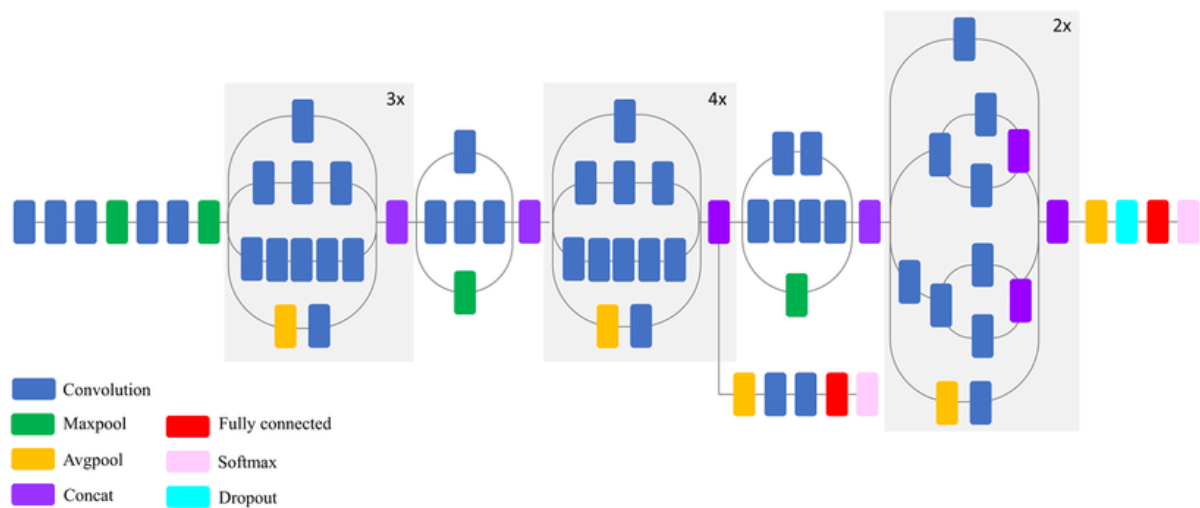 3x
4x
2x
Convolution
Maxpool
Fully connected
Avgpool
Softmax
Concat
Dropout